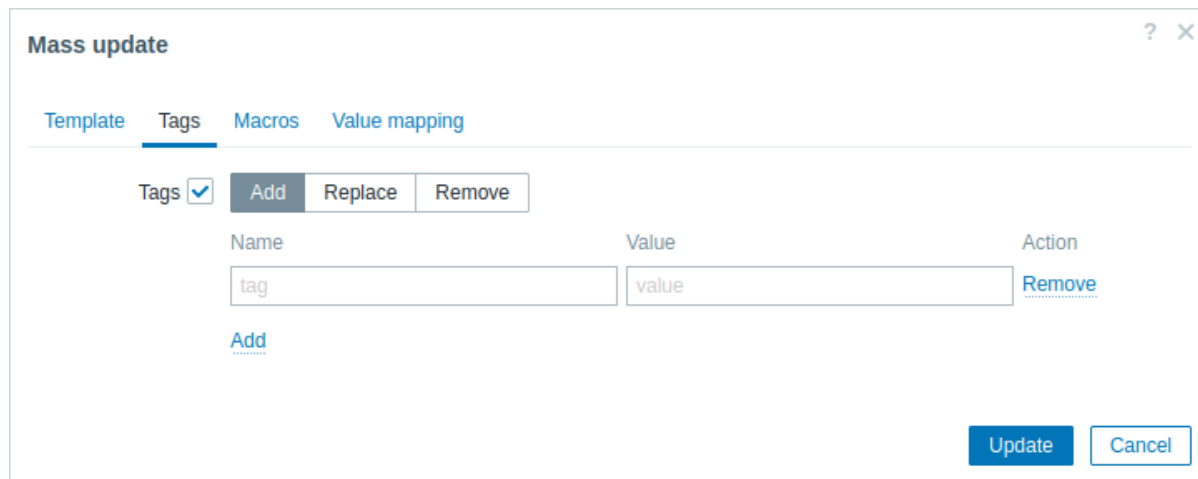 ? ×
Mass update
Template Tags Macros Value mapping
Tags Add Replace Remove
Name Value Action
tag value Remove
Add
Update Cancel